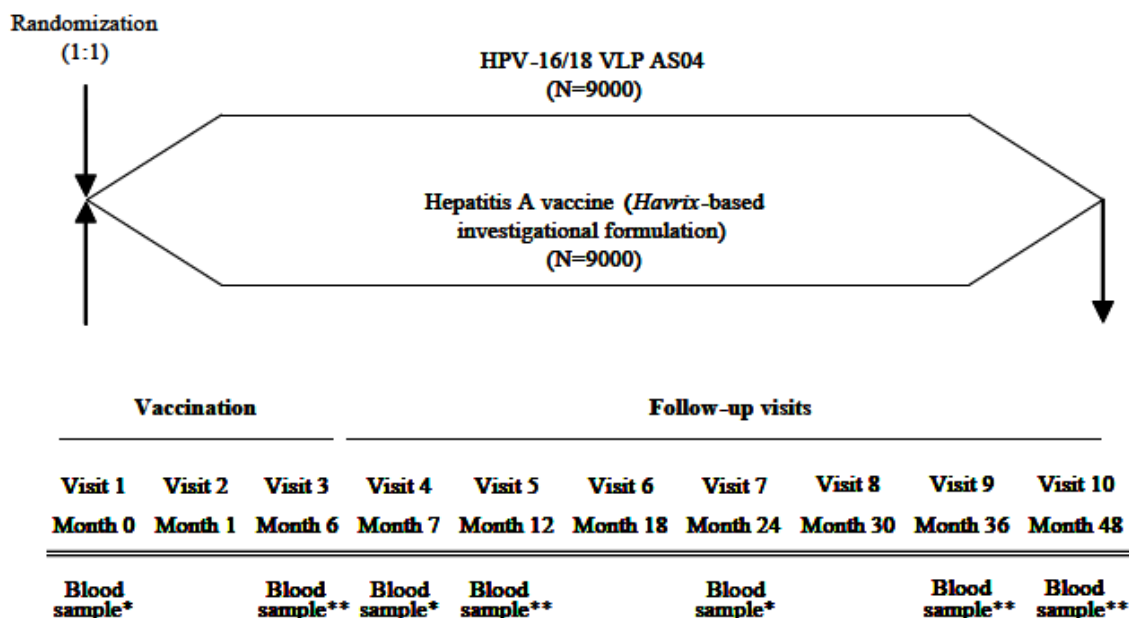 Randomization
(1:1)
HPV-16/18 VLP AS04
(N=9000)
Hepatitis A vaccine (Havrix-based
investigational formulation)
(N=9000)
Vaccination Follow-up visits
Visit 1 Visit 2 Visit 3 Visit 4 Visit 5 Visit 6 Visit 7 Visit 8 Visit 9 Visit 10
Month 0 Month 1 Month 6 Month 7 Month 12 Month 18 Month 24 Month 30 Month 36 Month 48
Blood Blood Blood Blood Blood Blood Blood
sample* sample** sample* sample** sample* sample** sample**